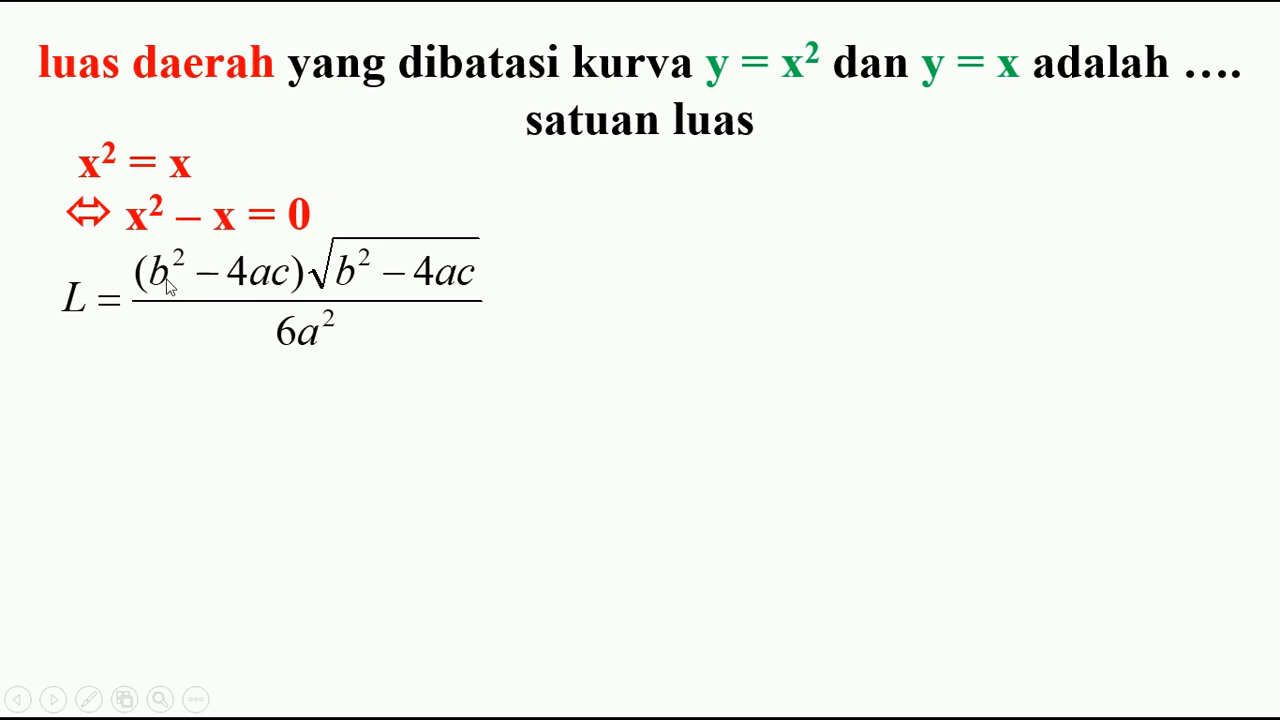 luas daerah yang dibatasi kurva y = x² dan y = x adalah ….
satuan luas
x² = x
⇔ x² – x = 0
L = (b² − 4ac)√(b² − 4ac) / 6a²